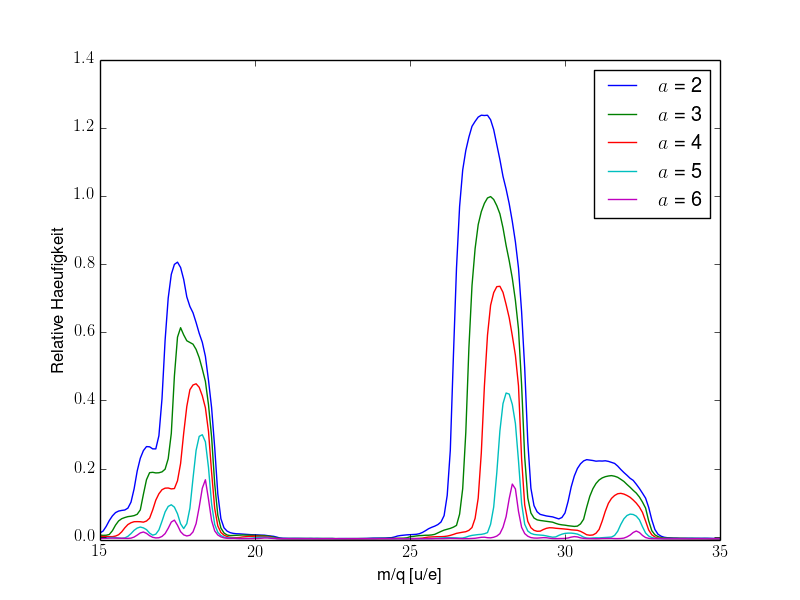 1.4
1.2
1.0
0.8
0.6
0.4
0.2
0.0
15
20
25
30
35
Relative Haeufigkeit
m/q [u/e]
a = 2
a = 3
a = 4
a = 5
a = 6